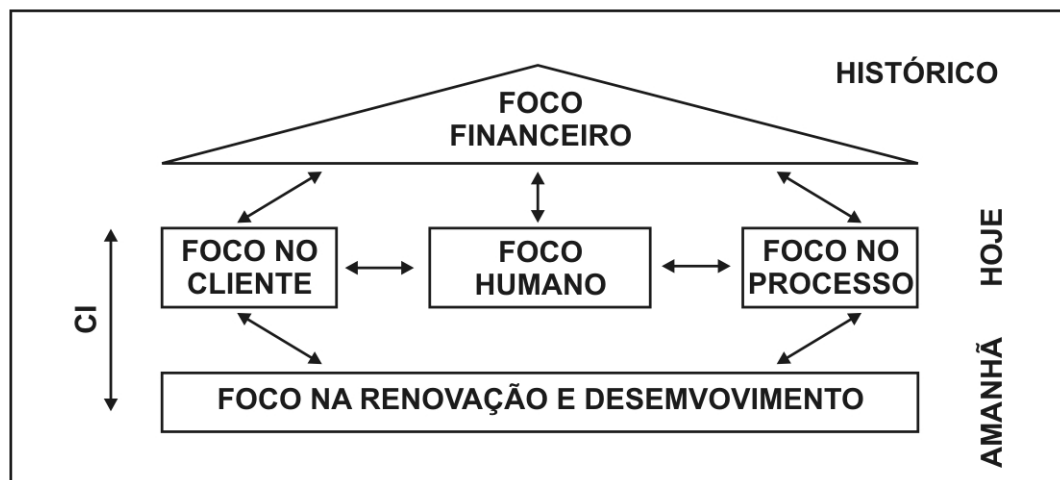 HISTÓRICO
FOCO
FINANCEIRO
FOCO NO
CLIENTE
FOCO
HUMANO
FOCO NO
PROCESSO
HOJE
CI
FOCO NA RENOVAÇÃO E DESEMVOVIMENTO
AMANHÃ